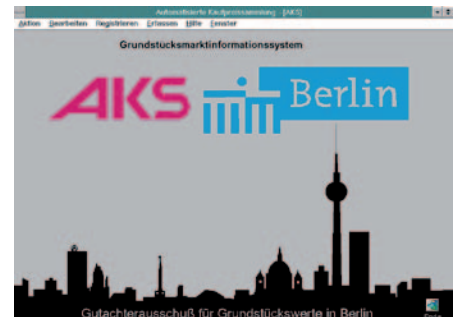 Automatisierte Kaufpreissammlung - [AKS]
Aktion Bearbeiten Registrieren Erfassen Hilfe Fenster
Grundstücksmarktinformationssystem
AKS Berlin
Gutachterausschuß für Grundstückswerte in Berlin